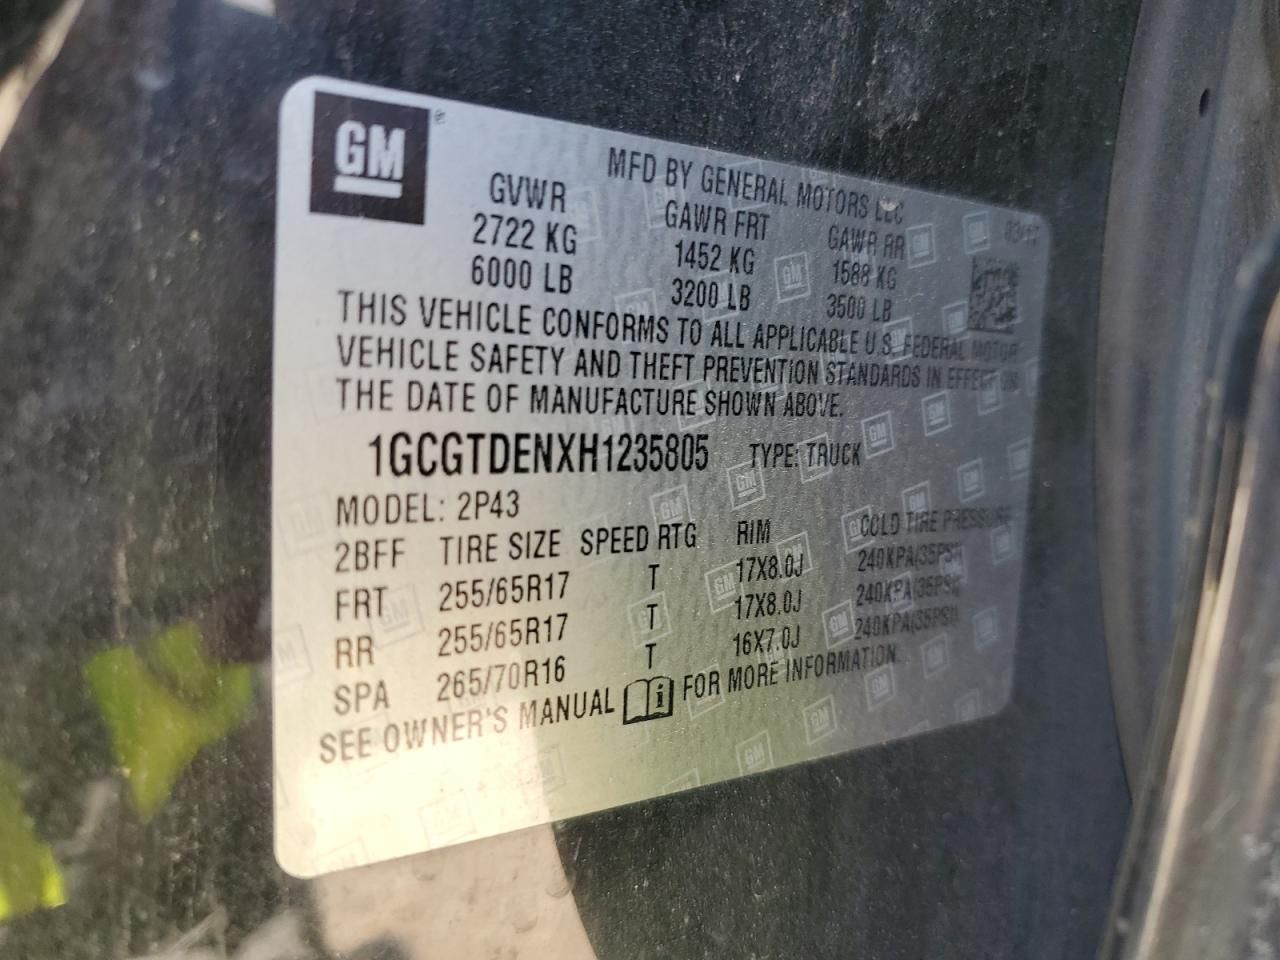 GM
MFD BY GENERAL MOTORS LLC
GVWR GAWR FRT GAWR RR 03/17
2722 KG 1452 KG 1588 KG
6000 LB 3200 LB 3500 LB
THIS VEHICLE CONFORMS TO ALL APPLICABLE U.S. FEDERAL MOTOR
VEHICLE SAFETY AND THEFT PREVENTION STANDARDS IN EFFECT ON
THE DATE OF MANUFACTURE SHOWN ABOVE.
1GCGTDENXH1235805 TYPE: TRUCK
MODEL: 2P43
2BFF TIRE SIZE SPEED RTG RIM COLD TIRE PRESSURE
FRT 255/65R17 T 17X8.0J 240KPA(35PSI)
RR 255/65R17 T 17X8.0J 240KPA(35PSI)
SPA 265/70R16 T 16X7.0J 240KPA(35PSI)
SEE OWNER'S MANUAL FOR MORE INFORMATION.